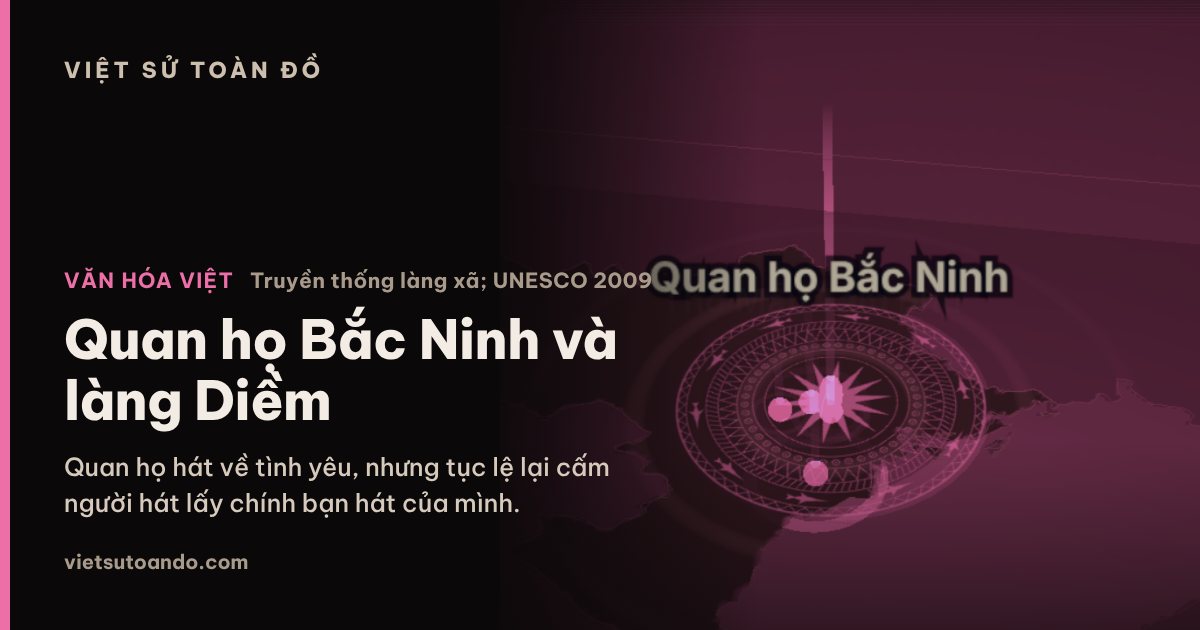 VIỆT SỬ TOÀN ĐỒ
VĂN HÓA VIỆT Truyền thống làng xã; UNESCO 2009
Quan họ Bắc Ninh
Quan họ Bắc Ninh và
làng Diềm
Quan họ hát về tình yêu, nhưng tục lệ lại cấm
người hát lấy chính bạn hát của mình.
vietsutoando.com